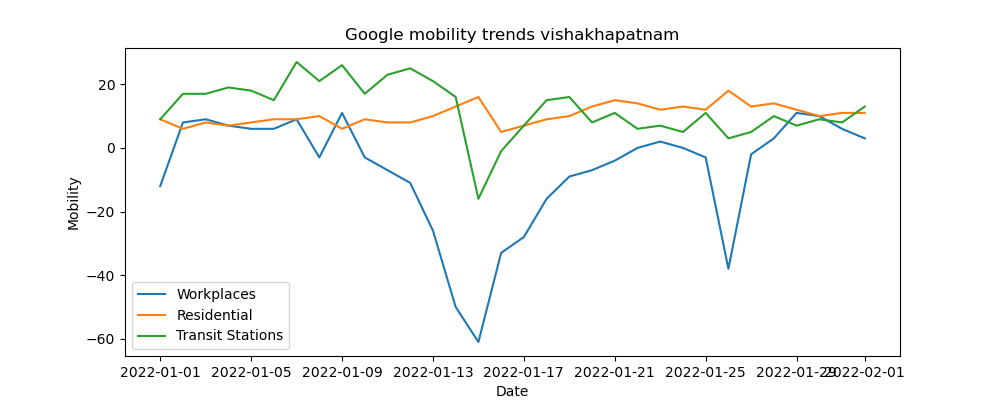 Google mobility trends vishakhapatnam
Mobility
20
0
−20
−40
−60
Workplaces
Residential
Transit Stations
2022-01-01 2022-01-05 2022-01-09 2022-01-13 2022-01-17 2022-01-21 2022-01-25 2022-01-29 2022-02-01
Date